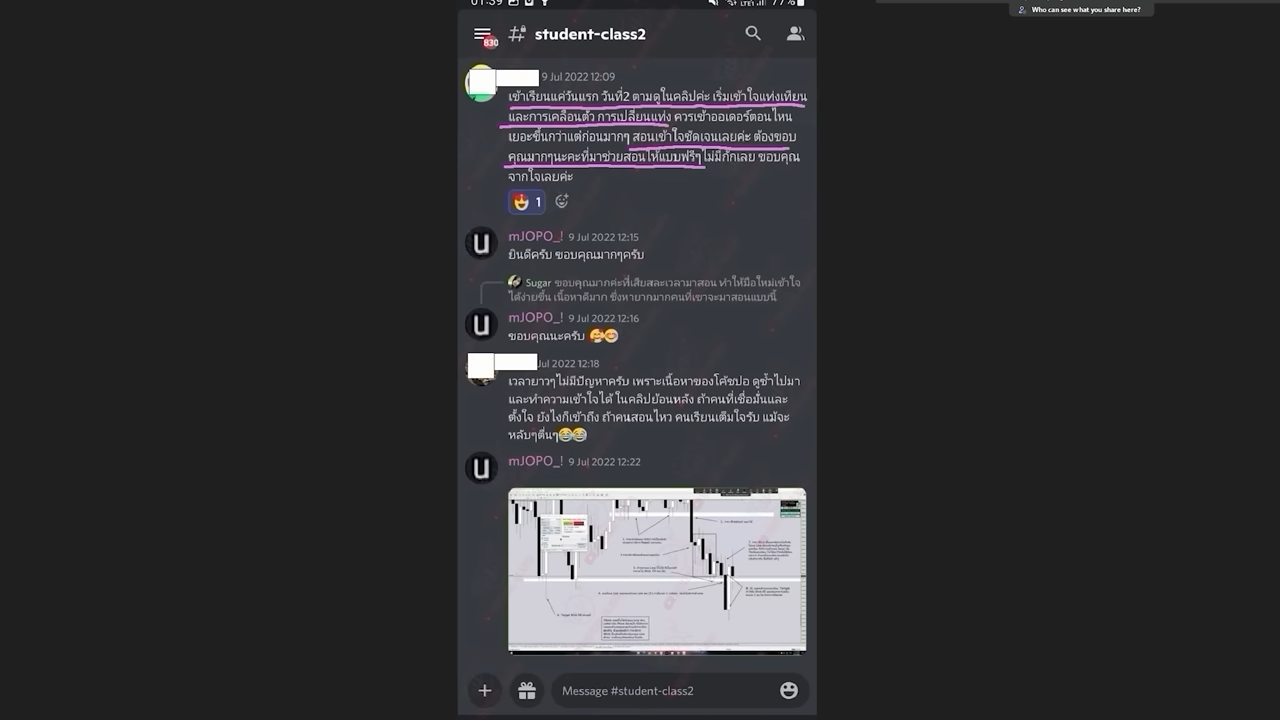 Who can see what you share here?
01:39
77%
830
student-class2
9 Jul 2022 12:09
เข้าเรียนแค่วันแรก วันที่2 ตามดูในคลิปค่ะ เริ่มเข้าใจแท่งเทียน
และการเคลื่อนตัว การเปลี่ยนแท่ง ควรเข้าออเดอร์ตอนไหน
เยอะขึ้นกว่าแต่ก่อนมากๆ สอนเข้าใจชัดเจนเลยค่ะ ต้องขอบ
คุณมากๆนะคะที่มาช่วยสอนให้แบบฟรีๆไม่มีกั๊กเลย ขอบคุณ
จากใจเลยค่ะ
1
mJOPO_! 9 Jul 2022 12:15
ยินดีครับ ขอบคุณมากๆครับ
Sugar ขอบคุณมากค่ะที่เสียสละเวลามาสอน ทำให้มือใหม่เข้าใจ
ได้ง่ายขึ้น เนื้อหาดีมาก ซึ่งหายากมากคนที่เขาจะมาสอนแบบนี้
mJOPO_! 9 Jul 2022 12:16
ขอบคุณนะครับ 🥰😂
Jul 2022 12:18
เวลายาวๆไม่มีปัญหาครับ เพราะเนื้อหาของโค้ชปอ ดูซ้ำไปมา
และทำความเข้าใจได้ ในคลิปย้อนหลัง ถ้าคนที่เชื่อมั่นและ
ตั้งใจ ยังไงก็เข้าถึง ถ้าคนสอนไหว คนเรียนเต็มใจรับ แม้จะ
หลับๆตื่นๆ😂😂
mJOPO_! 9 Jul 2022 12:22
Message #student-class2